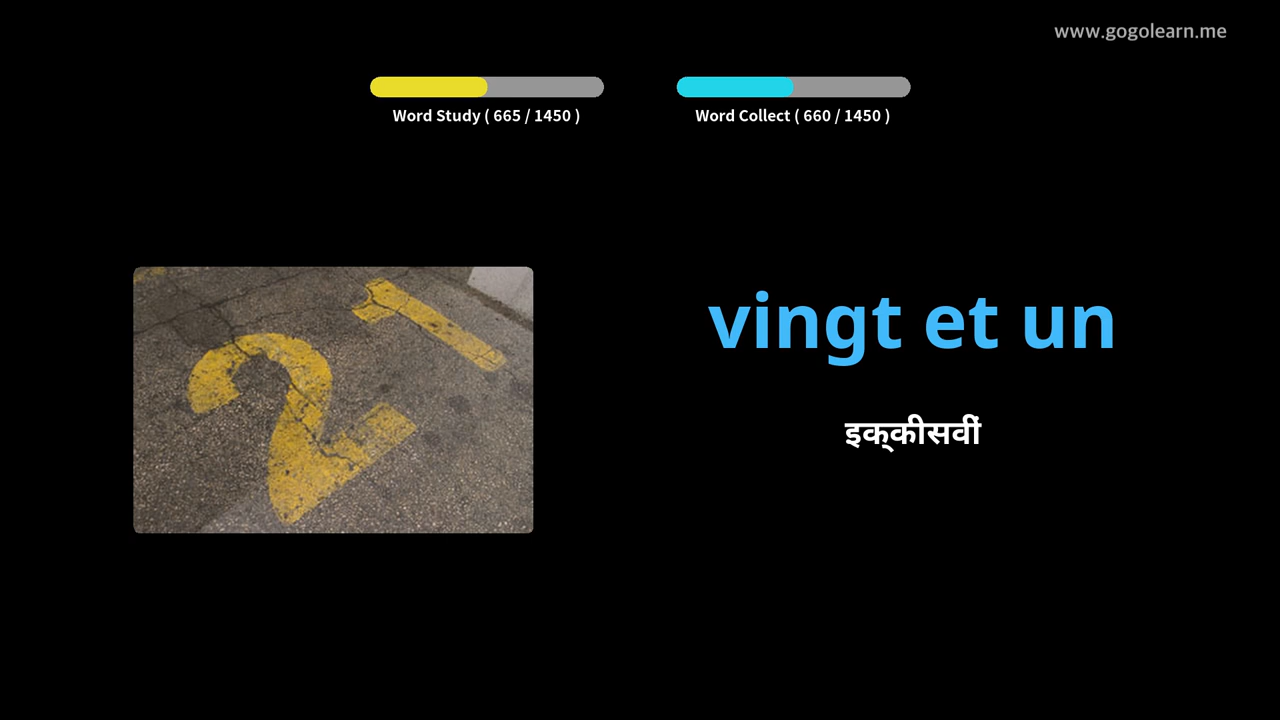 www.gogolearn.me
Word Study ( 665 / 1450 )
Word Collect ( 660 / 1450 )
21
vingt et un
इक्कीसवीं